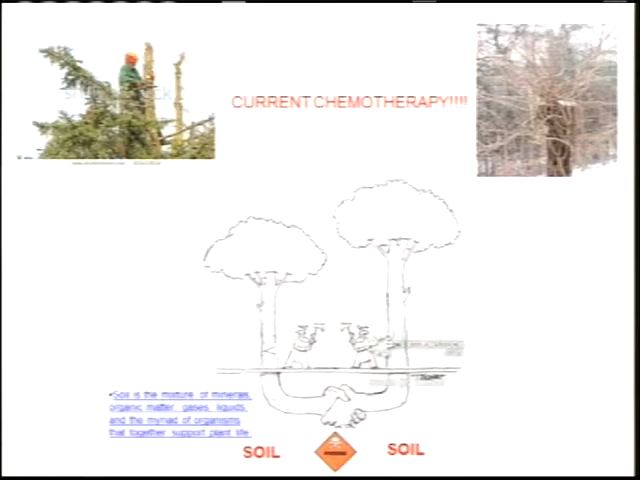 CURRENT CHEMOTHERAPY!!!!
•Soil is the mixture of minerals,
organic matter, gases, liquids,
and the myriad of organisms
that together support plant life
SOIL
SOIL